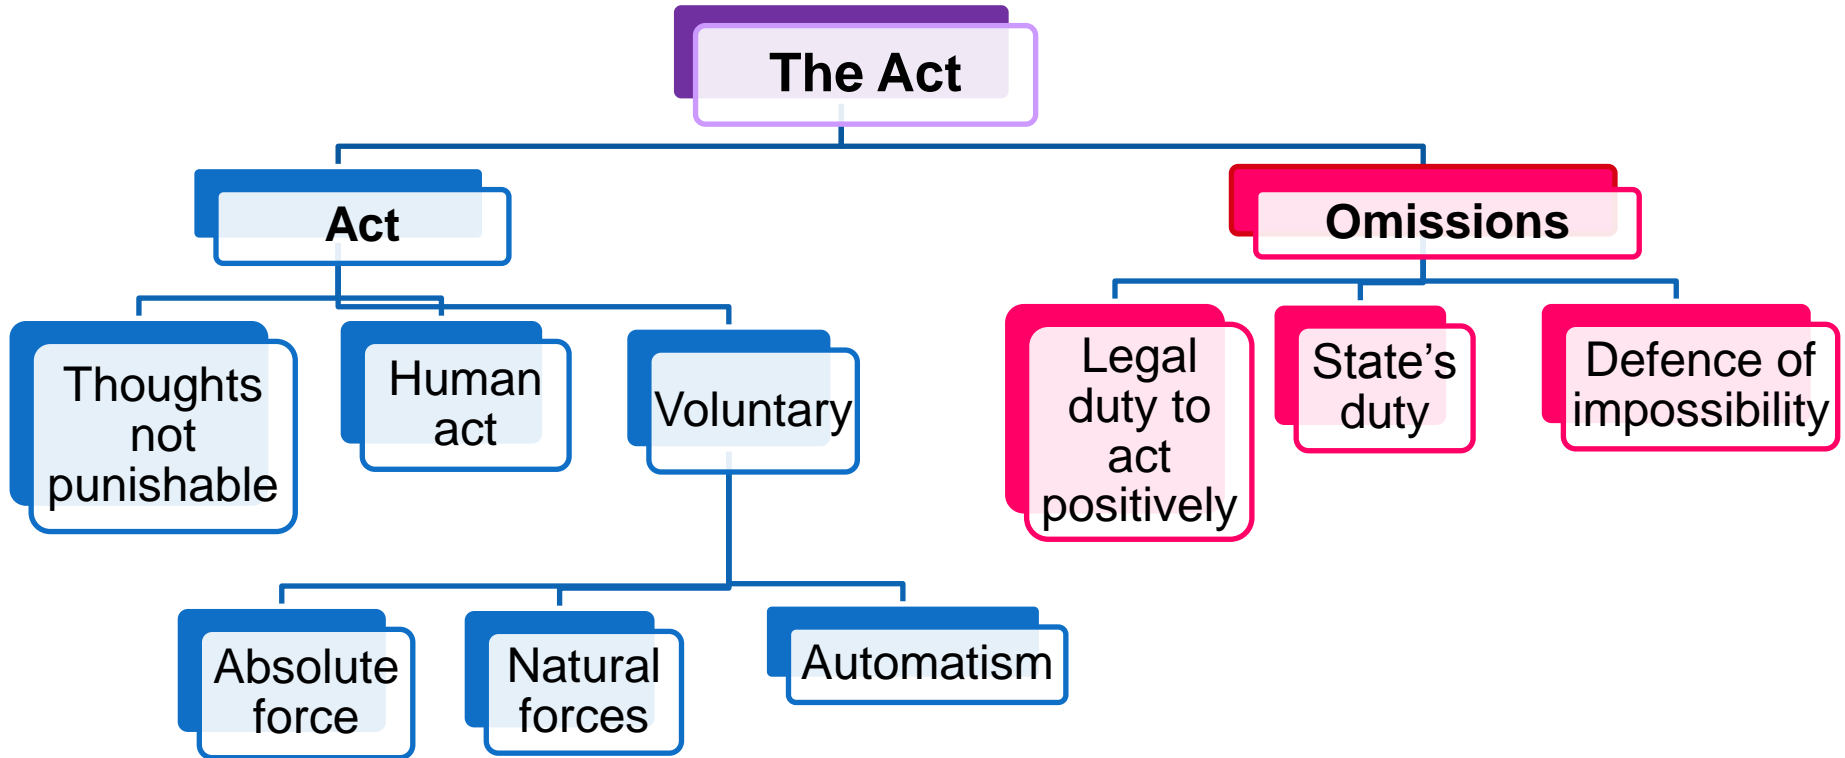 The Act
Act
Omissions
Thoughts
not
punishable
Human
act
Voluntary
Legal
duty to
act
positively
State’s
duty
Defence of
impossibility
Absolute
force
Natural
forces
Automatism